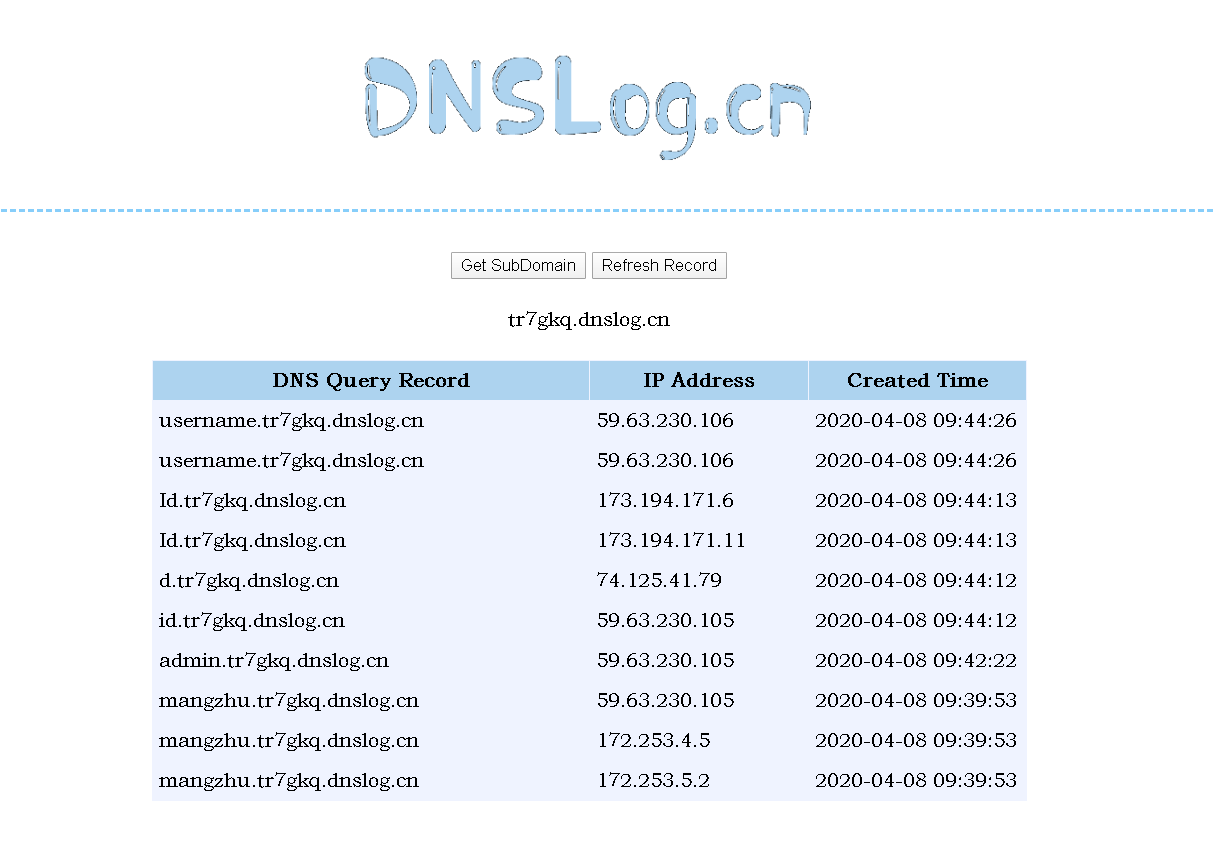 DNSLog.cn
Get SubDomain Refresh Record
tr7gkq.dnslog.cn
DNS Query Record IP Address Created Time
username.tr7gkq.dnslog.cn 59.63.230.106 2020-04-08 09:44:26
username.tr7gkq.dnslog.cn 59.63.230.106 2020-04-08 09:44:26
Id.tr7gkq.dnslog.cn 173.194.171.6 2020-04-08 09:44:13
Id.tr7gkq.dnslog.cn 173.194.171.11 2020-04-08 09:44:13
d.tr7gkq.dnslog.cn 74.125.41.79 2020-04-08 09:44:12
id.tr7gkq.dnslog.cn 59.63.230.105 2020-04-08 09:44:12
admin.tr7gkq.dnslog.cn 59.63.230.105 2020-04-08 09:42:22
mangzhu.tr7gkq.dnslog.cn 59.63.230.105 2020-04-08 09:39:53
mangzhu.tr7gkq.dnslog.cn 172.253.4.5 2020-04-08 09:39:53
mangzhu.tr7gkq.dnslog.cn 172.253.5.2 2020-04-08 09:39:53